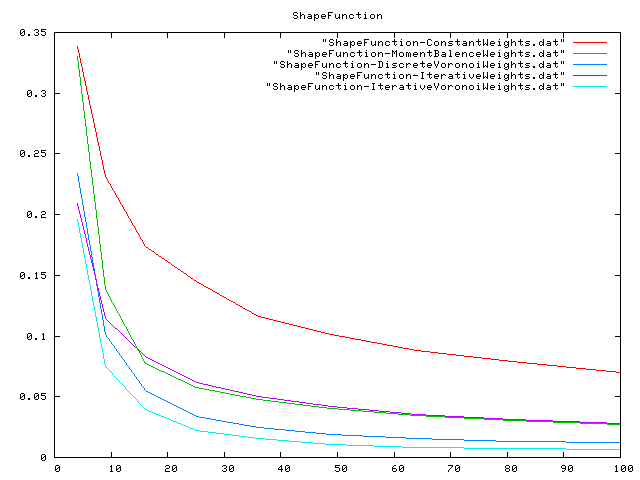 ShapeFunction
0.35
"ShapeFunction-ConstantWeights.dat"
"ShapeFunction-MomentBalenceWeights.dat"
"ShapeFunction-DiscreteVoronoiWeights.dat"
"ShapeFunction-IterativeWeights.dat"
"ShapeFunction-IterativeVoronoiWeights.dat"
0.3
0.25
0.2
0.15
0.1
0.05
0
0 10 20 30 40 50 60 70 80 90 100